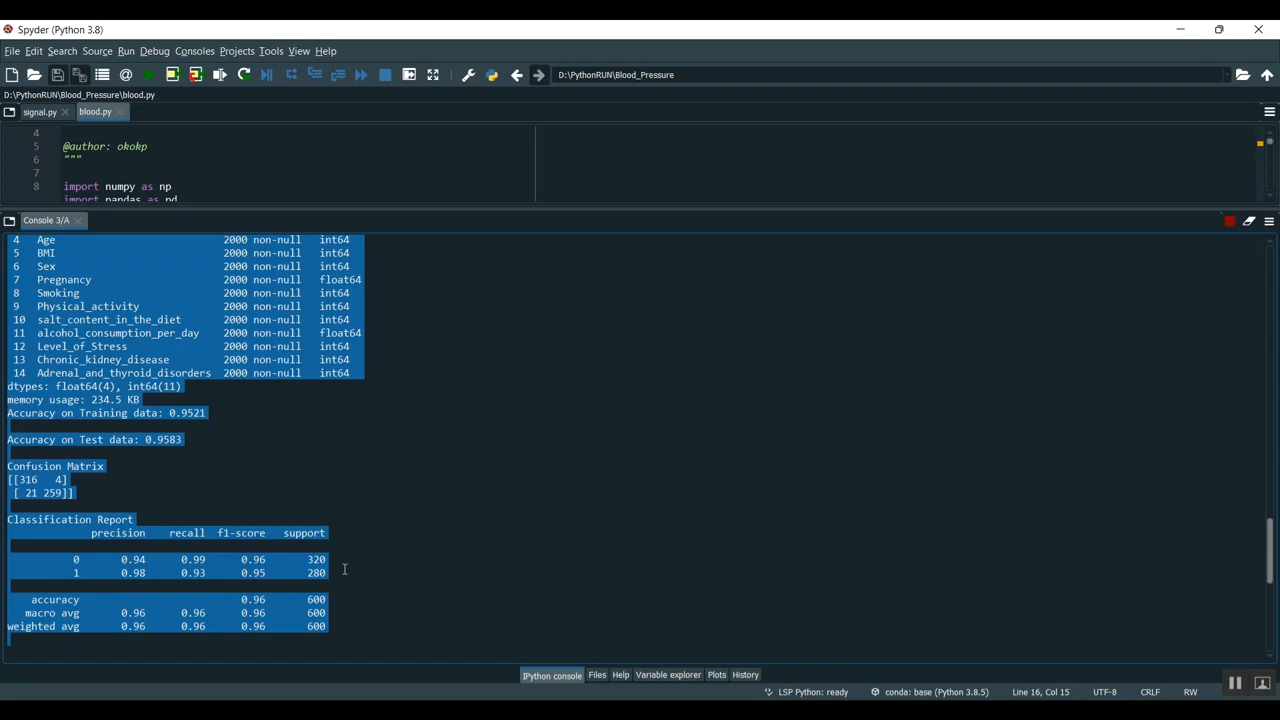 Spyder (Python 3.8)
File Edit Search Source Run Debug Consoles Projects Tools View Help
D:\PythonRUN\Blood_Pressure
D:\PythonRUN\Blood_Pressure\blood.py
signal.py blood.py
4
5 @author: okokp
6 """
7
8 import numpy as np
import pandas as pd
Console 3/A
4 Age 2000 non-null int64
5 BMI 2000 non-null int64
6 Sex 2000 non-null int64
7 Pregnancy 2000 non-null float64
8 Smoking 2000 non-null int64
9 Physical_activity 2000 non-null int64
10 salt_content_in_the_diet 2000 non-null int64
11 alcohol_consumption_per_day 2000 non-null float64
12 Level_of_Stress 2000 non-null int64
13 Chronic_kidney_disease 2000 non-null int64
14 Adrenal_and_thyroid_disorders 2000 non-null int64
dtypes: float64(4), int64(11)
memory usage: 234.5 KB
Accuracy on Training data: 0.9521
Accuracy on Test data: 0.9583
Confusion Matrix
[[316 4]
[ 21 259]]
Classification Report
precision recall f1-score support
0 0.94 0.99 0.96 320
1 0.98 0.93 0.95 280
accuracy 0.96 600
macro avg 0.96 0.96 0.96 600
weighted avg 0.96 0.96 0.96 600
IPython console Files Help Variable explorer Plots History
LSP Python: ready conda: base (Python 3.8.5) Line 16, Col 15 UTF-8 CRLF RW